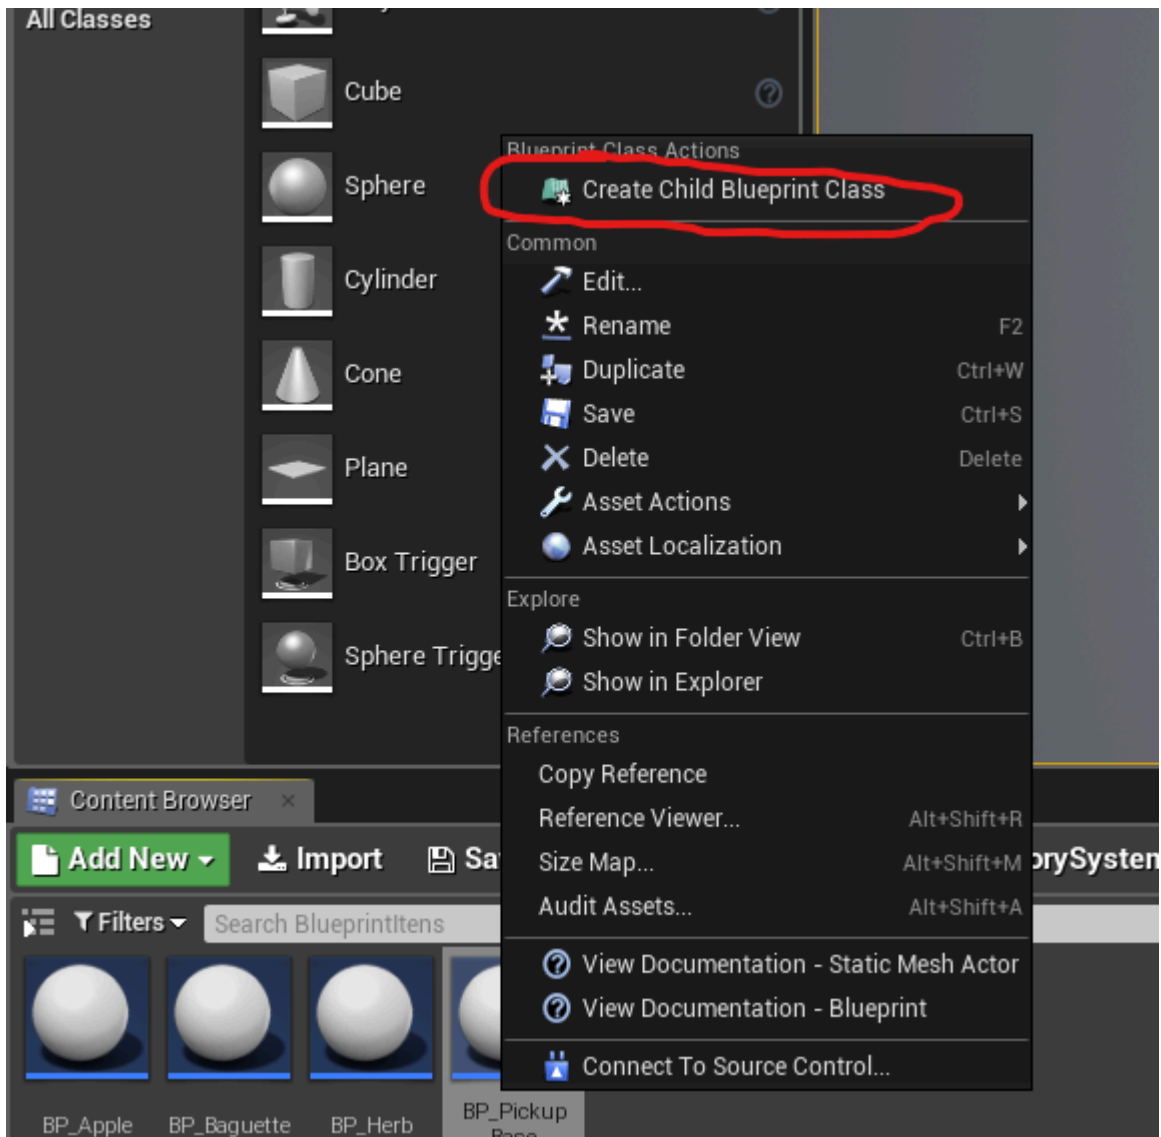 All Classes
Cube
Sphere
Cylinder
Cone
Plane
Box Trigger
Sphere Trigge
Blueprint Class Actions
Create Child Blueprint Class
Common
Edit...
Rename F2
Duplicate Ctrl+W
Save Ctrl+S
Delete Delete
Asset Actions
Asset Localization
Explore
Show in Folder View Ctrl+B
Show in Explorer
References
Copy Reference
Reference Viewer... Alt+Shift+R
Size Map... Alt+Shift+M
Audit Assets... Alt+Shift+A
View Documentation - Static Mesh Actor
View Documentation - Blueprint
Connect To Source Control...
Content Browser
Add New Import Sa orySystem
Filters Search BlueprintItens
BP_Apple BP_Baguette BP_Herb BP_Pickup
Base